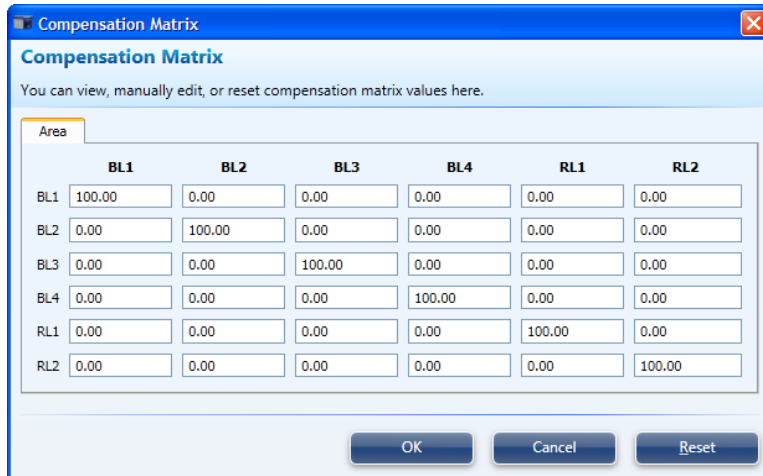 Compensation Matrix
Compensation Matrix
You can view, manually edit, or reset compensation matrix values here.
Area
BL1 BL2 BL3 BL4 RL1 RL2
BL1 100.00 0.00 0.00 0.00 0.00 0.00
BL2 0.00 100.00 0.00 0.00 0.00 0.00
BL3 0.00 0.00 100.00 0.00 0.00 0.00
BL4 0.00 0.00 0.00 100.00 0.00 0.00
RL1 0.00 0.00 0.00 0.00 100.00 0.00
RL2 0.00 0.00 0.00 0.00 0.00 100.00
OK Cancel Reset